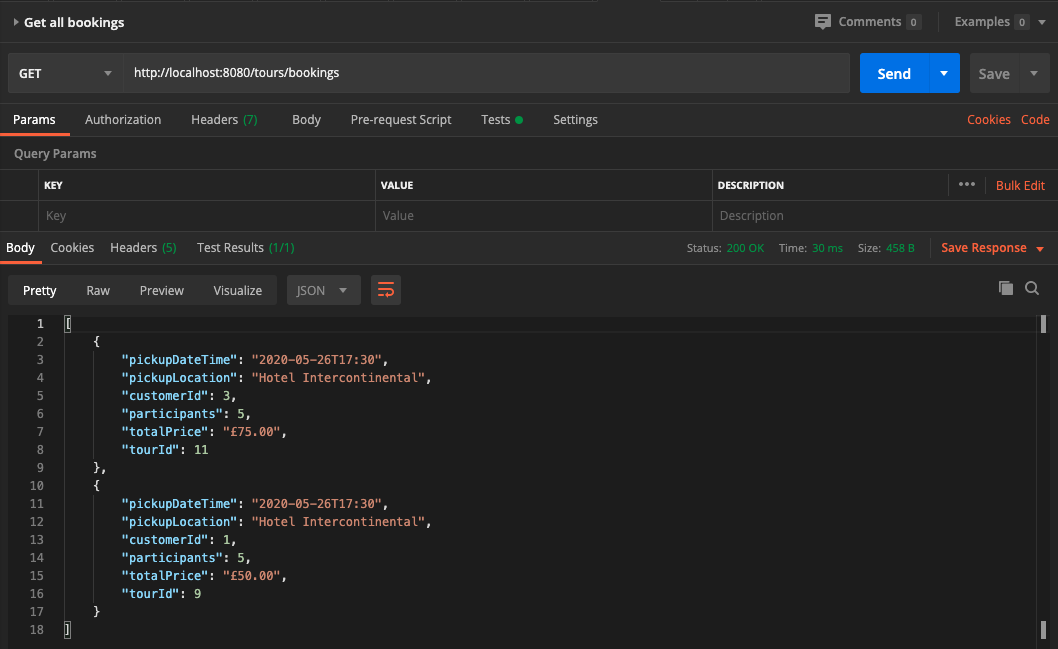 Get all bookings Comments 0 Examples 0
GET http://localhost:8080/tours/bookings Send Save
Params Authorization Headers (7) Body Pre-request Script Tests Settings Cookies Code
Query Params
KEY VALUE DESCRIPTION ••• Bulk Edit
Key Value Description
Body Cookies Headers (5) Test Results (1/1) Status: 200 OK Time: 30 ms Size: 458 B Save Response
Pretty Raw Preview Visualize JSON
1 [
2 {
3 "pickupDateTime": "2020-05-26T17:30",
4 "pickupLocation": "Hotel Intercontinental",
5 "customerId": 3,
6 "participants": 5,
7 "totalPrice": "£75.00",
8 "tourId": 11
9 },
10 {
11 "pickupDateTime": "2020-05-26T17:30",
12 "pickupLocation": "Hotel Intercontinental",
13 "customerId": 1,
14 "participants": 5,
15 "totalPrice": "£50.00",
16 "tourId": 9
17 }
18 ]